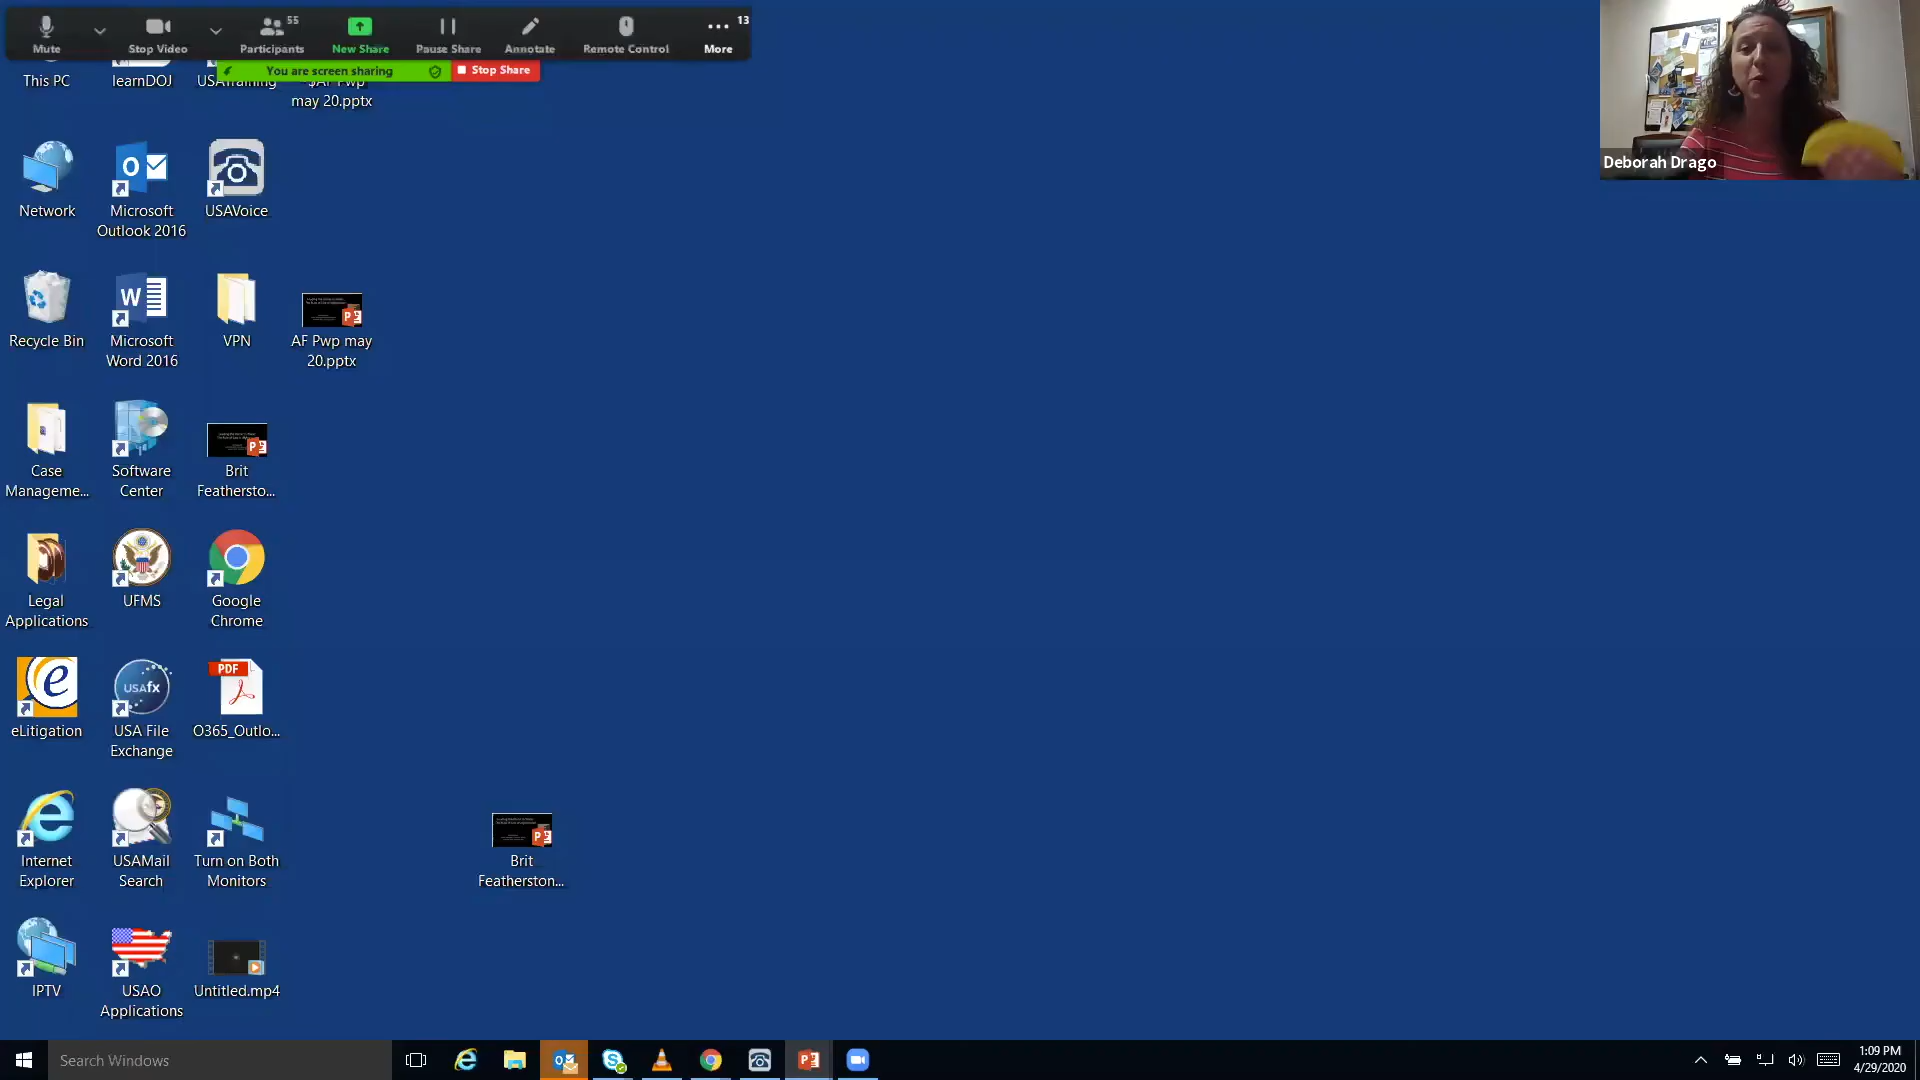 Mute
Stop Video
Participants
55
New Share
Pause Share
Annotate
Remote Control
More
13
You are screen sharing
Stop Share
This PC
learnDOJ
USATraining
may 20.pptx
Deborah Drago
Network
Microsoft
Outlook 2016
USAVoice
Recycle Bin
Microsoft
Word 2016
VPN
AF Pwp may
20.pptx
Case
Manageme...
Software
Center
Brit
Feathersto...
Legal
Applications
UFMS
Google
Chrome
eLitigation
USAfx
USA File
Exchange
PDF
O365_Outlo...
Internet
Explorer
USAMail
Search
Turn on Both
Monitors
Brit
Featherston...
IPTV
USAO
Applications
Untitled.mp4
Search Windows
1:09 PM
4/29/2020